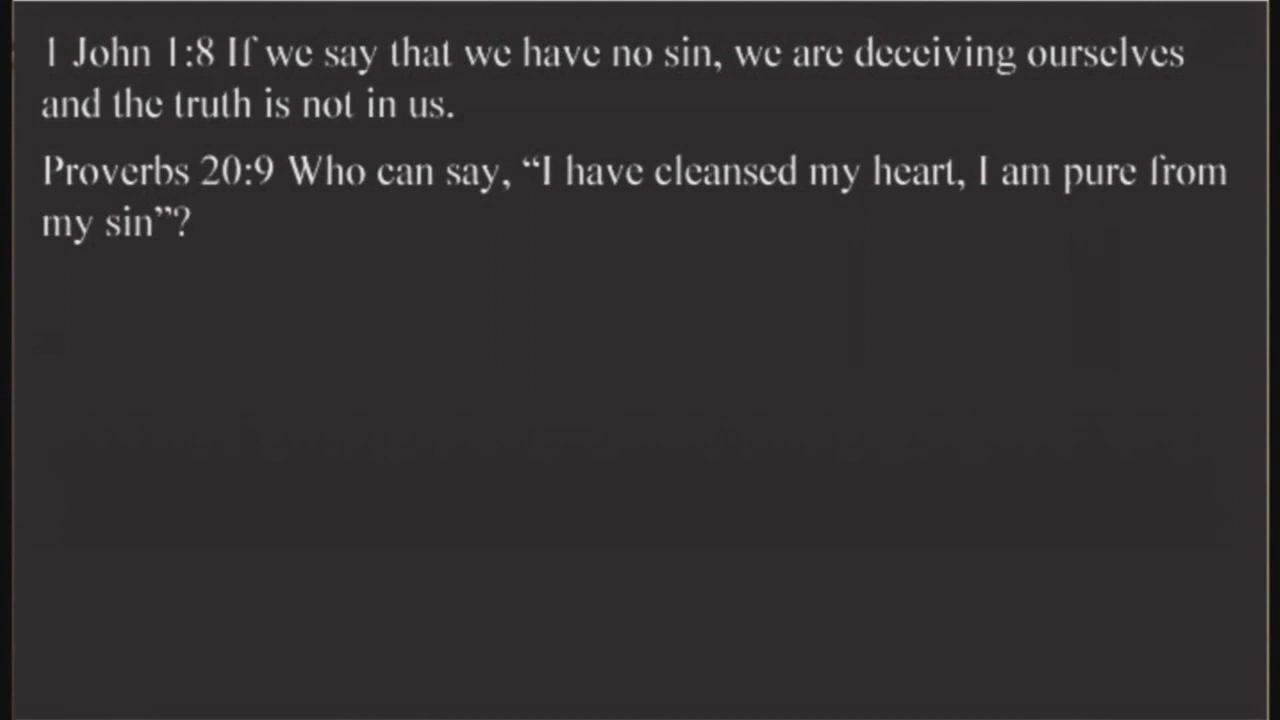 1 John 1:8 If we say that we have no sin, we are deceiving ourselves
and the truth is not in us.
Proverbs 20:9 Who can say, “I have cleansed my heart, I am pure from
my sin”?